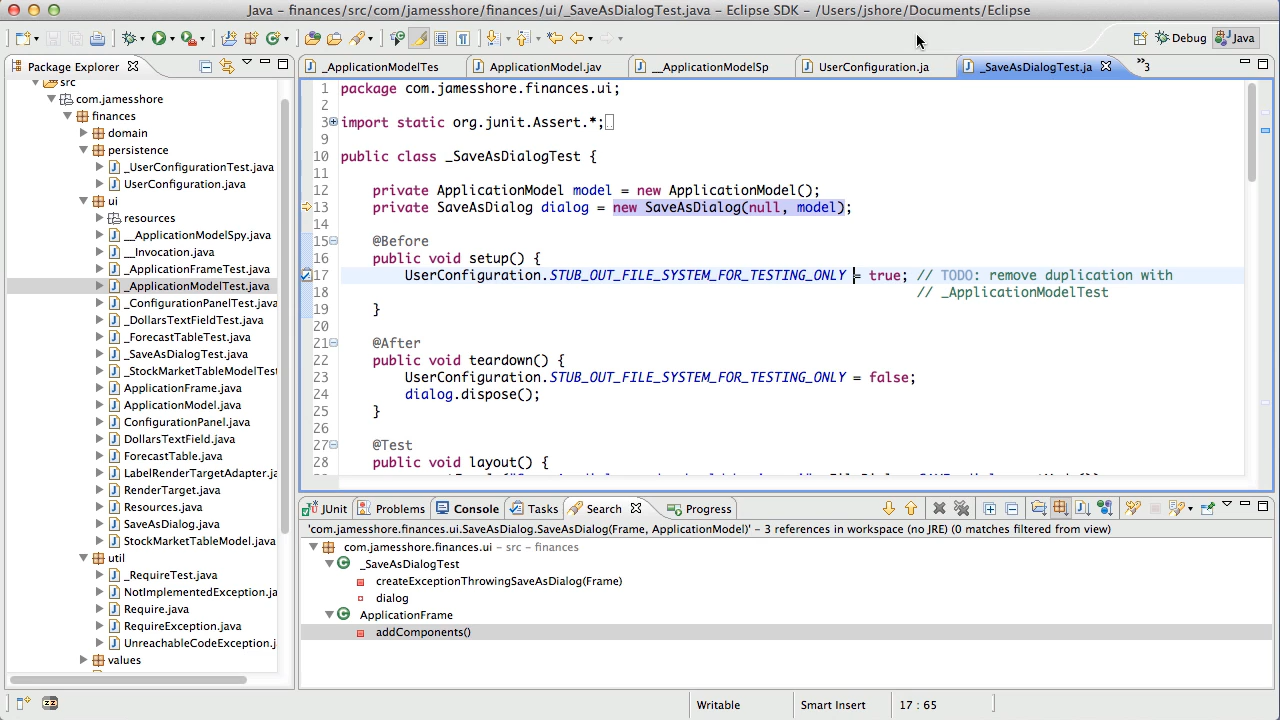 Java - finances/src/com/jamesshore/finances/ui/_SaveAsDialogTest.java - Eclipse SDK - /Users/jshore/Documents/Eclipse
Debug
Java
Package Explorer
_ApplicationModelTes
ApplicationModel.jav
__ApplicationModelSp
UserConfiguration.ja
_SaveAsDialogTest.ja
»3
src
com.jamesshore
finances
domain
persistence
_UserConfigurationTest.java
UserConfiguration.java
ui
resources
__ApplicationModelSpy.java
__Invocation.java
_ApplicationFrameTest.java
_ApplicationModelTest.java
_ConfigurationPanelTest.java
_DollarsTextFieldTest.java
_ForecastTableTest.java
_SaveAsDialogTest.java
_StockMarketTableModelTest
ApplicationFrame.java
ApplicationModel.java
ConfigurationPanel.java
DollarsTextField.java
ForecastTable.java
LabelRenderTargetAdapter.ja
RenderTarget.java
Resources.java
SaveAsDialog.java
StockMarketTableModel.java
util
_RequireTest.java
NotImplementedException.java
Require.java
RequireException.java
UnreachableCodeException.j
values
1 package com.jamesshore.finances.ui;
2
3 import static org.junit.Assert.*;
9
10 public class _SaveAsDialogTest {
11
12 private ApplicationModel model = new ApplicationModel();
13 private SaveAsDialog dialog = new SaveAsDialog(null, model);
14
15 @Before
16 public void setup() {
17 UserConfiguration.STUB_OUT_FILE_SYSTEM_FOR_TESTING_ONLY = true; // TODO: remove duplication with
18 // _ApplicationModelTest
19 }
20
21 @After
22 public void teardown() {
23 UserConfiguration.STUB_OUT_FILE_SYSTEM_FOR_TESTING_ONLY = false;
24 dialog.dispose();
25 }
26
27 @Test
28 public void layout() {
JUnit
Problems
Console
Tasks
Search
Progress
'com.jamesshore.finances.ui.SaveAsDialog.SaveAsDialog(Frame, ApplicationModel)' - 3 references in workspace (no JRE) (0 matches filtered from view)
com.jamesshore.finances.ui - src - finances
_SaveAsDialogTest
createExceptionThrowingSaveAsDialog(Frame)
dialog
ApplicationFrame
addComponents()
Writable
Smart Insert
17 : 65